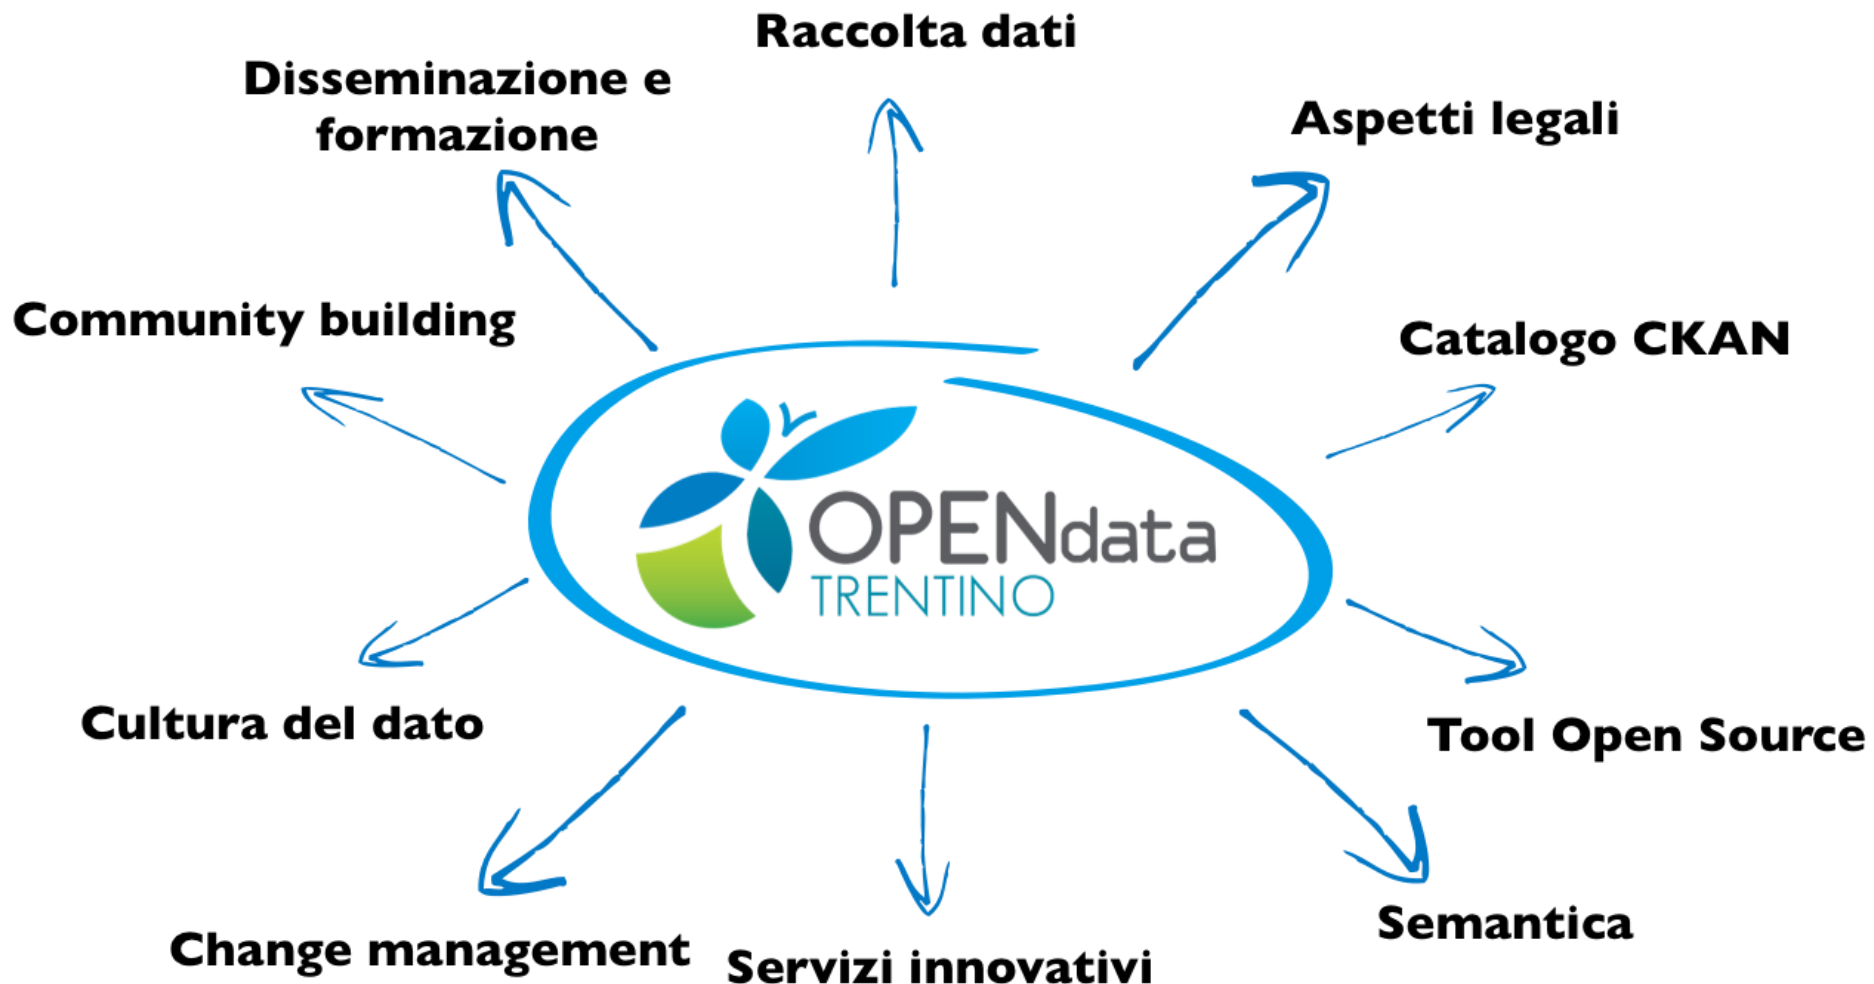 Raccolta dati
Disseminazione e
formazione
Aspetti legali
Community building
Catalogo CKAN
OPENdata
TRENTINO
Cultura del dato
Tool Open Source
Change management
Servizi innovativi
Semantica